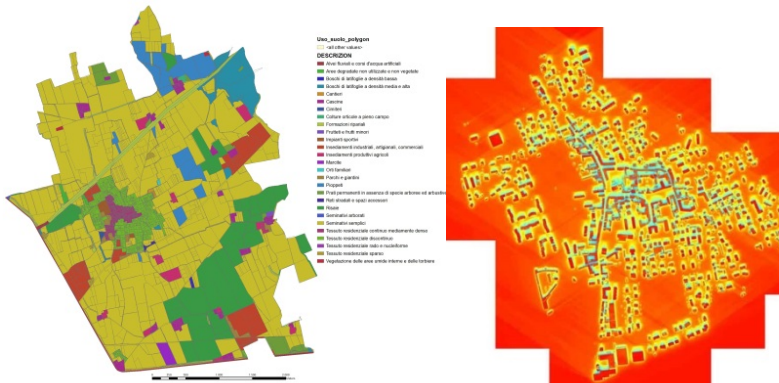 Uso_suolo_polygon
<all other values>
DESCRIZION
Alvei fluviali e corsi d'acqua artificiali
Aree degradate non utilizzate e non vegetate
Boschi di latifoglie a densità bassa
Boschi di latifoglie a densità media e alta
Cantieri
Cascine
Cimiteri
Colture orticole a pieno campo
Formazioni ripariali
Frutteti e frutti minori
Impianti sportivi
Insediamenti industriali, artigianali, commerciali
Insediamenti produttivi agricoli
Marcite
Orti familiari
Parchi e giardini
Pioppeti
Prati permanenti in assenza di specie arboree ed arbustive
Reti stradali e spazi accessori
Risaie
Seminativi arborati
Seminativi semplici
Tessuto residenziale continuo mediamente denso
Tessuto residenziale discontinuo
Tessuto residenziale rado e nucleiforme
Tessuto residenziale sparso
Vegetazione delle aree umide interne e delle torbiere